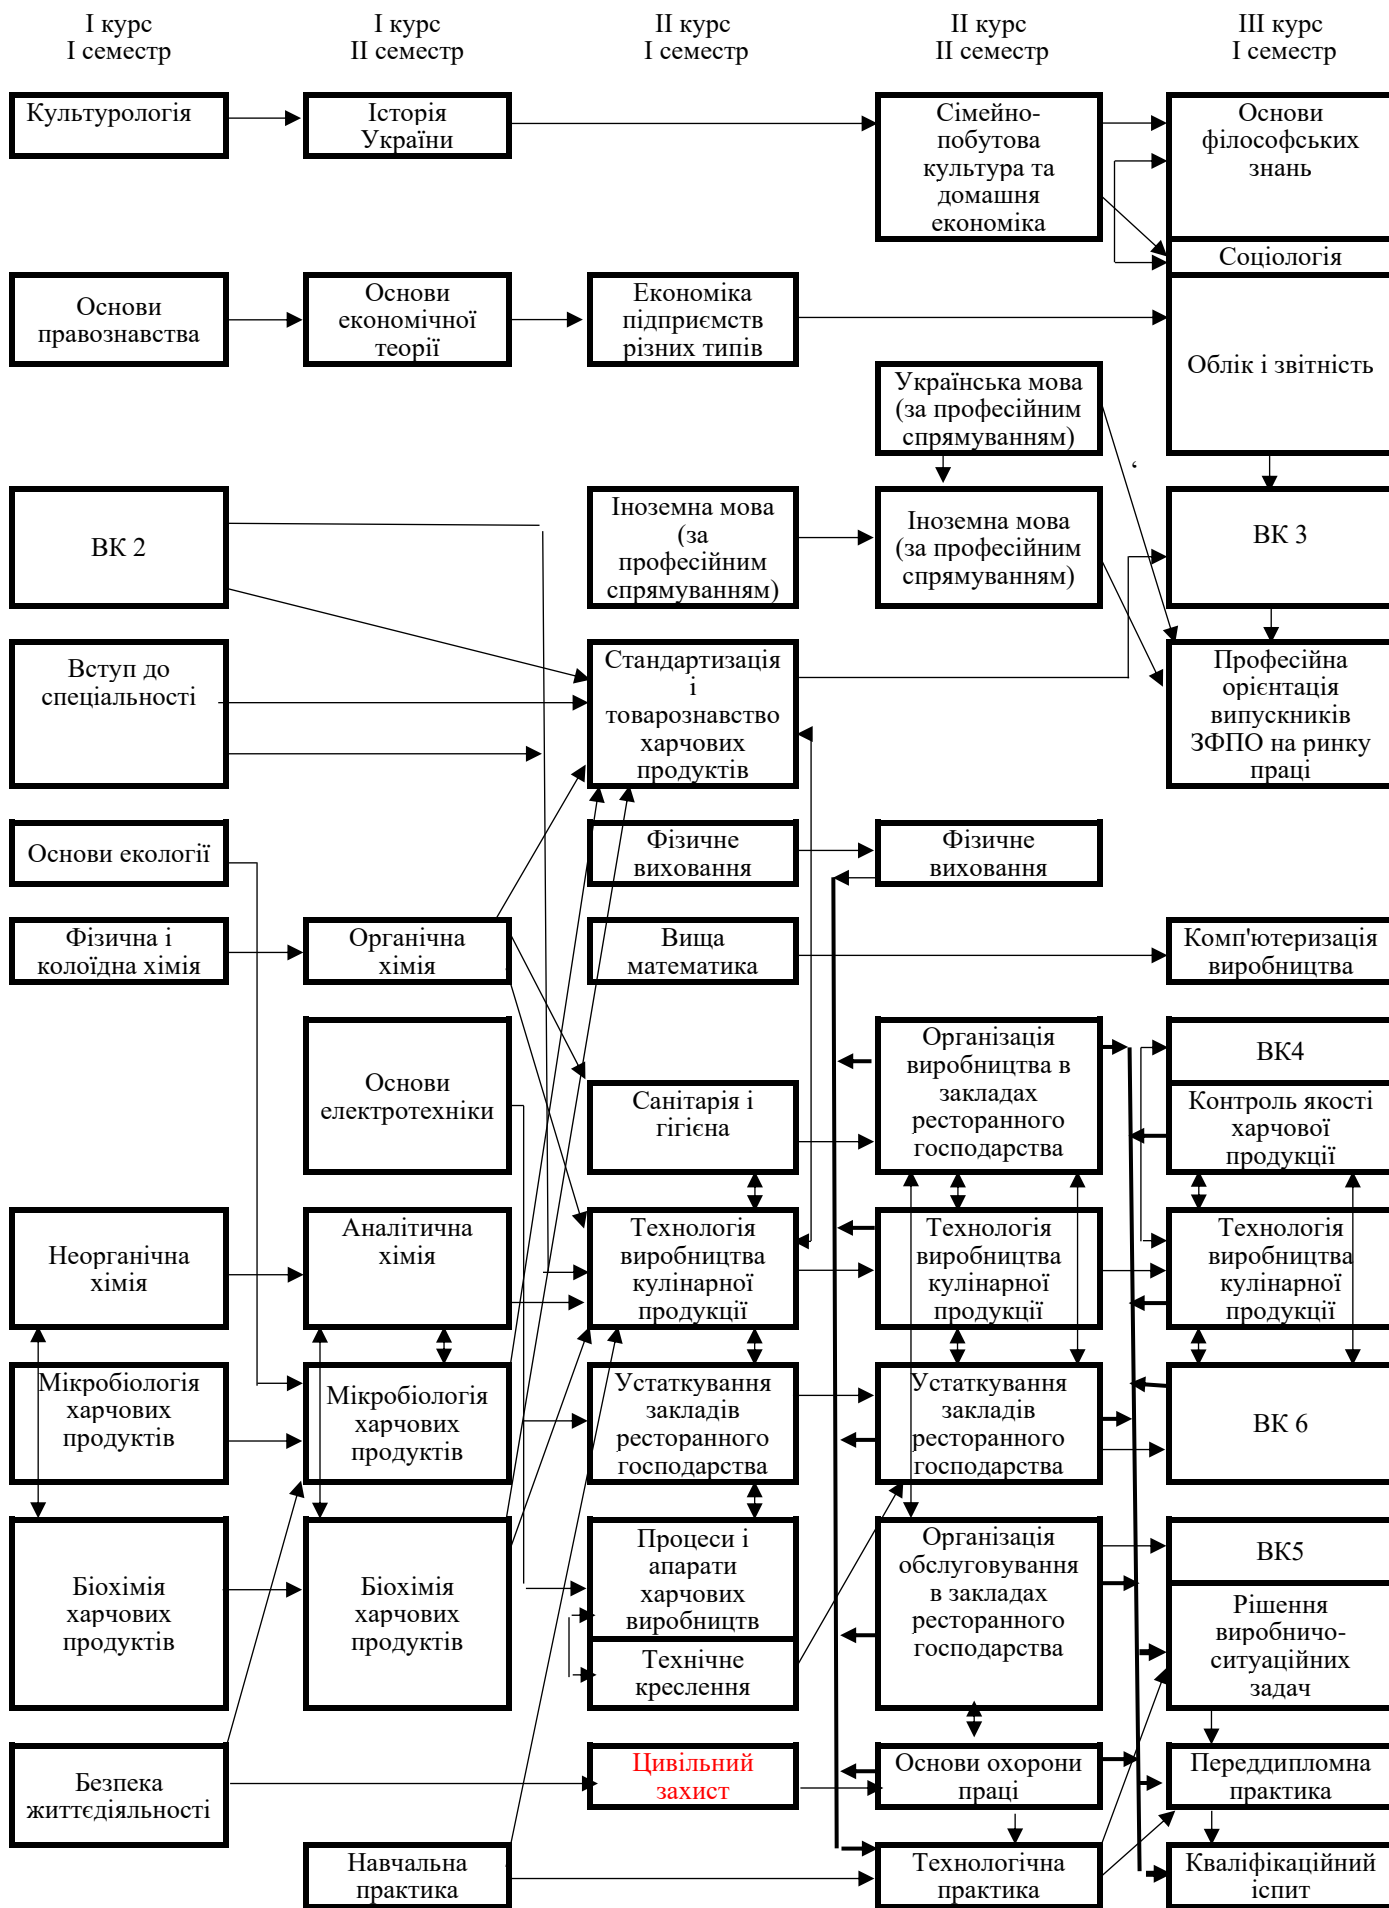 I курс
I семестр
I курс
II семестр
II курс
I семестр
II курс
II семестр
III курс
I семестр
Культурологія
Історія
України
Сімейно-
побутова
культура та
домашня
економіка
Основи
філософських
знань
Соціологія
Основи
правознавства
Основи
економічної
теорії
Економіка
підприємств
різних типів
Облік і звітність
Українська мова
(за професійним
спрямуванням)
‘
ВК 2
Іноземна мова
(за
професійним
спрямуванням)
Іноземна мова
(за професійним
спрямуванням)
ВК 3
Вступ до
спеціальності
Стандартизація
і
товарознавство
харчових
продуктів
Професійна
орієнтація
випускників
ЗФПО на ринку
праці
Основи екології
Фізичне
виховання
Фізичне
виховання
Фізична і
колоїдна хімія
Органічна
хімія
Вища
математика
Комп'ютеризація
виробництва
Основи
електротехніки
Санітарія і
гігієна
Організація
виробництва в
закладах
ресторанного
господарства
ВК4
Контроль якості
харчової
продукції
Неорганічна
хімія
Аналітична
хімія
Технологія
виробництва
кулінарної
продукції
Технологія
виробництва
кулінарної
продукції
Технологія
виробництва
кулінарної
продукції
Мікробіологія
харчових
продуктів
Мікробіологія
харчових
продуктів
Устаткування
закладів
ресторанного
господарства
Устаткування
закладів
ресторанного
господарства
ВК 6
Біохімія
харчових
продуктів
Біохімія
харчових
продуктів
Процеси і
апарати
харчових
виробництв
Технічне
креслення
Організація
обслуговування
в закладах
ресторанного
господарства
ВК5
Рішення
виробничо-
ситуаційних
задач
Безпека
життєдіяльності
Цивільний
захист
Основи охорони
праці
Переддипломна
практика
Навчальна
практика
Технологічна
практика
Кваліфікаційний
іспит